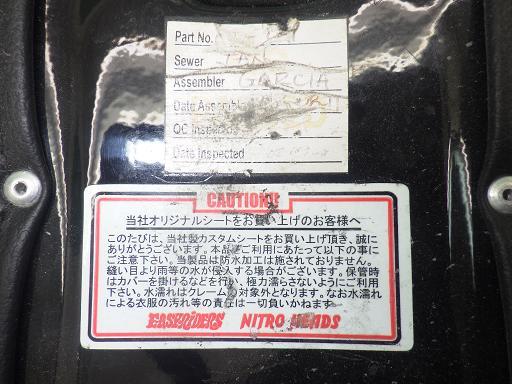 Part No.
Sewer IAN
Assembler GARCIA
Date Assembled
QC Inspected
Date Inspected
CAUTION!!
当社オリジナルシートをお買い上げのお客様へ
このたびは、当社製カスタムシートをお買い上げ頂き、誠に
ありがとうございます。本品ご利用にあたって以下の事に
ご注意下さい。当製品は防水加工は施されておりません。
縫い目より雨等の水が侵入する場合がございます。保管時
はカバーを掛けるなどを行い、極力濡らさないようにご利用
下さい。水濡れはクレーム対象外となります。なお水濡れ
による衣服の汚れ等の責任は一切負いかねます
EASYRIDERS NITRO HEADS